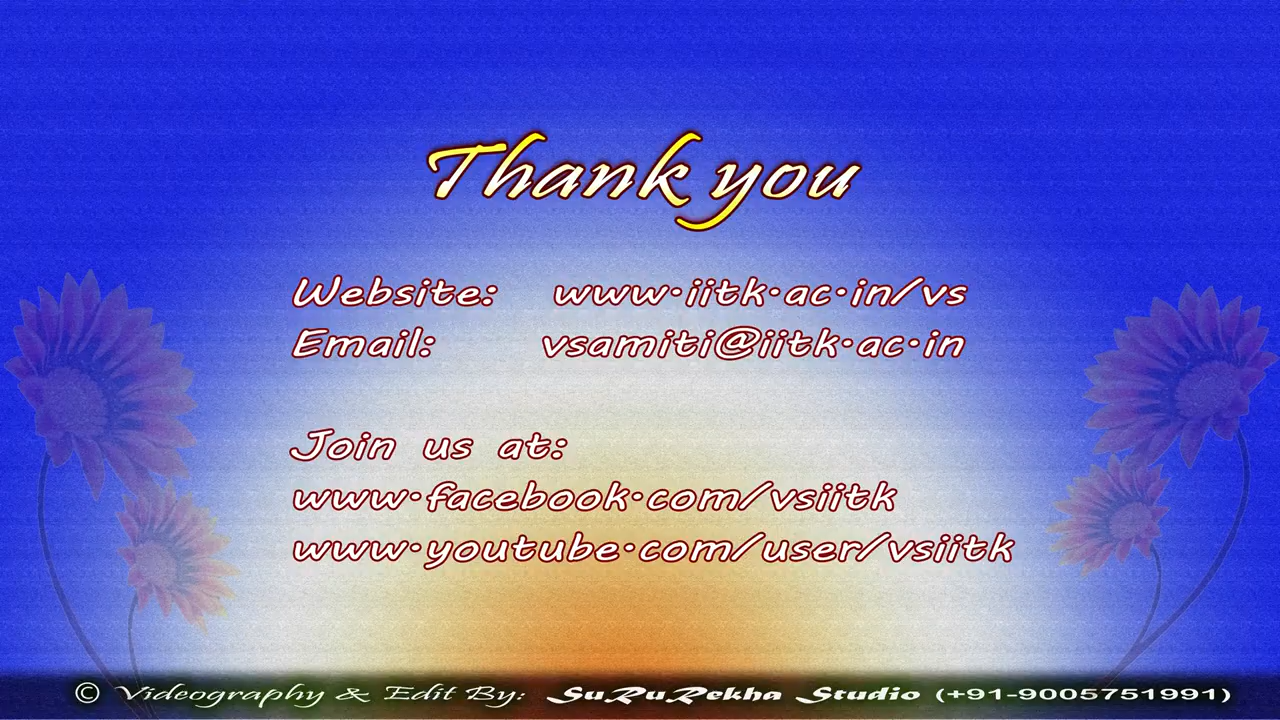 Thank you
Website: www.iitk.ac.in/vs
Email: vsamiti@iitk.ac.in
Join us at:
www.facebook.com/vsiitk
www.youtube.com/user/vsiitk
© Videography & Edit By: SuRuRekha Studio (+91-9005751991)